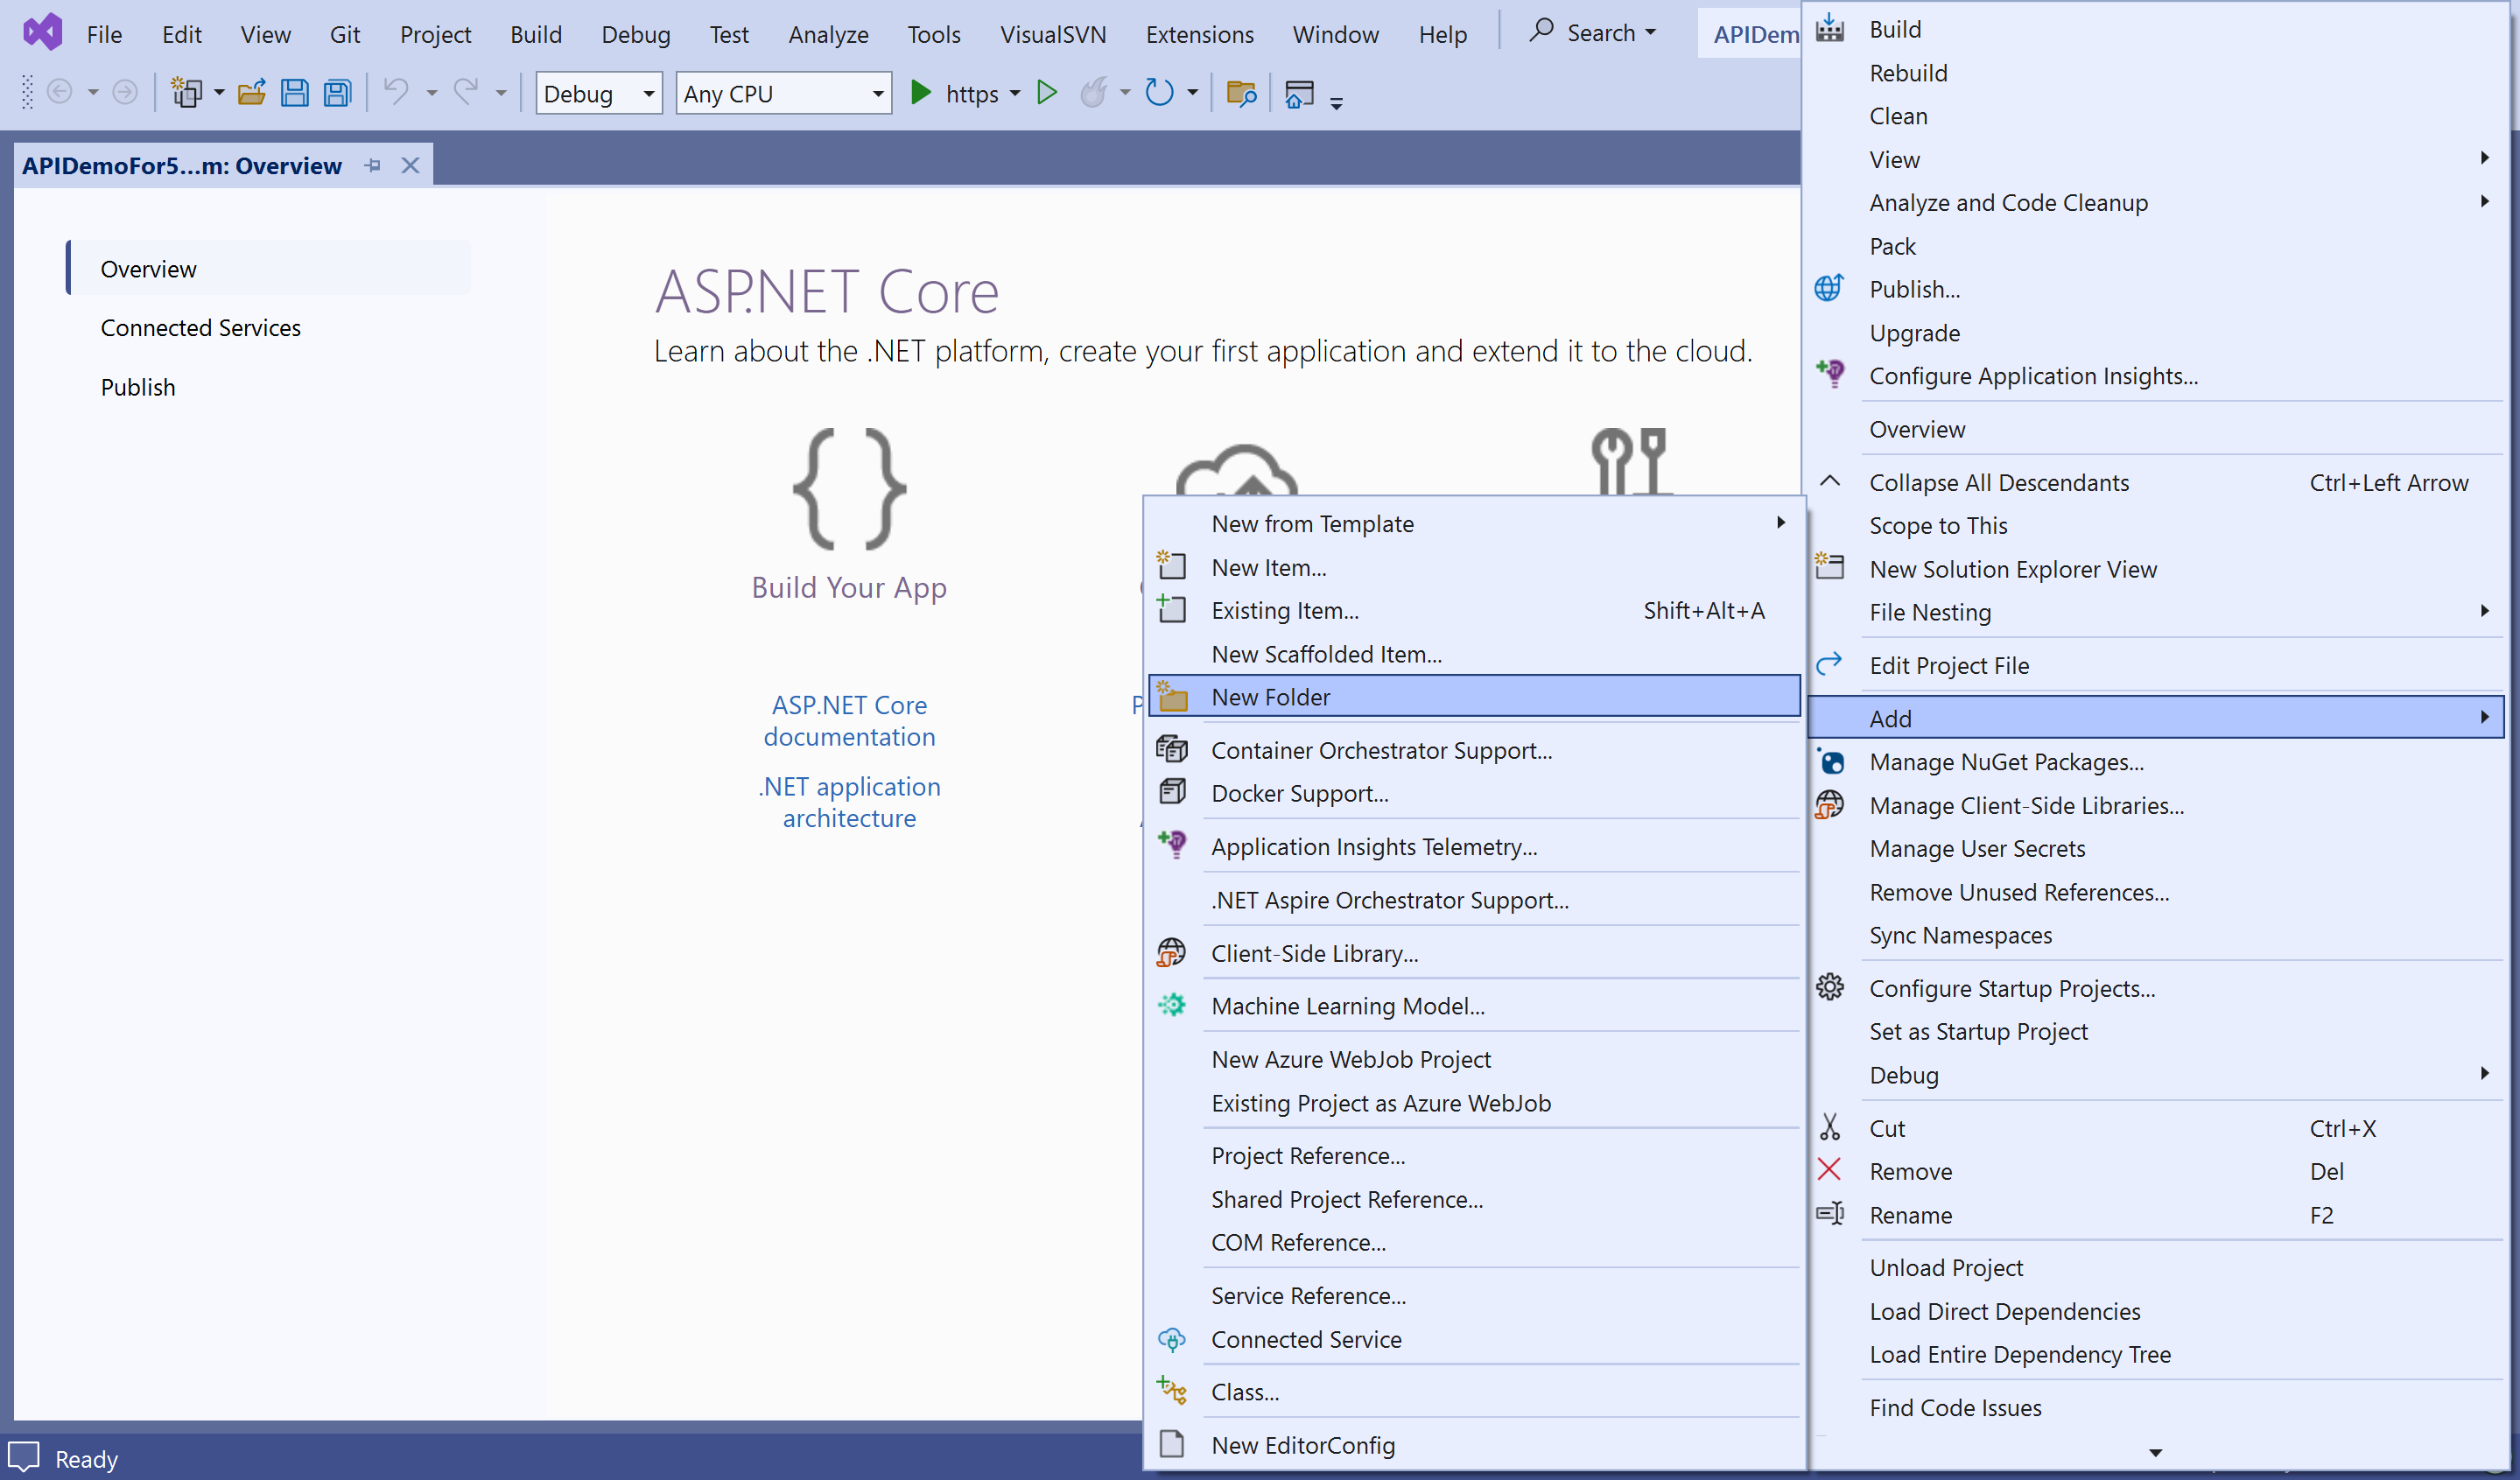 File Edit View Git Project Build Debug Test Analyze Tools VisualSVN Extensions Window Help Search APIDem
Debug Any CPU https
APIDemoFor5...m: Overview
Overview
Connected Services
Publish
ASP.NET Core
Learn about the .NET platform, create your first application and extend it to the cloud.
Build Your App
ASP.NET Core
documentation
.NET application
architecture
New from Template
New Item...
Existing Item... Shift+Alt+A
New Scaffolded Item...
New Folder
Container Orchestrator Support...
Docker Support...
Application Insights Telemetry...
.NET Aspire Orchestrator Support...
Client-Side Library...
Machine Learning Model...
New Azure WebJob Project
Existing Project as Azure WebJob
Project Reference...
Shared Project Reference...
COM Reference...
Service Reference...
Connected Service
Class...
New EditorConfig
Build
Rebuild
Clean
View
Analyze and Code Cleanup
Pack
Publish...
Upgrade
Configure Application Insights...
Overview
Collapse All Descendants Ctrl+Left Arrow
Scope to This
New Solution Explorer View
File Nesting
Edit Project File
Add
Manage NuGet Packages...
Manage Client-Side Libraries...
Manage User Secrets
Remove Unused References...
Sync Namespaces
Configure Startup Projects...
Set as Startup Project
Debug
Cut Ctrl+X
Remove Del
Rename F2
Unload Project
Load Direct Dependencies
Load Entire Dependency Tree
Find Code Issues
Ready